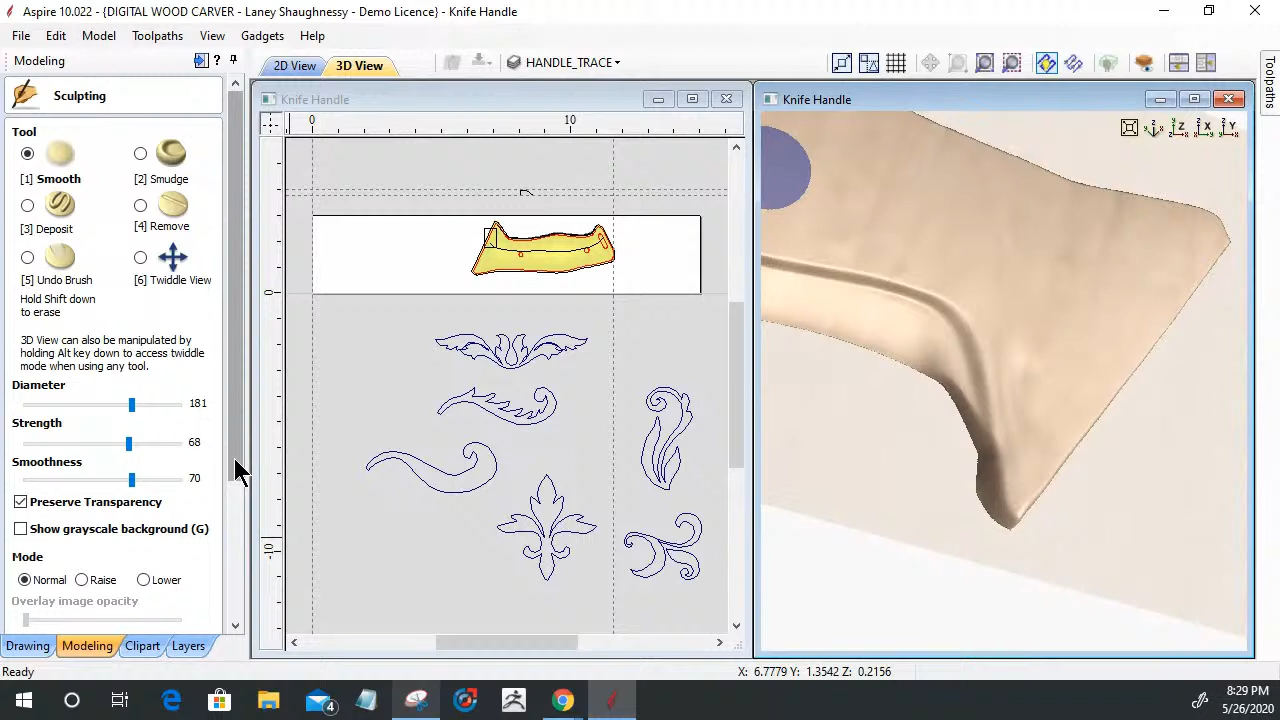 Aspire 10.022 - {DIGITAL WOOD CARVER - Laney Shaughnessy - Demo Licence} - Knife Handle
File Edit Model Toolpaths View Gadgets Help
Modeling
?
2D View
3D View
HANDLE_TRACE
Toolpaths
Sculpting
Knife Handle
Knife Handle
0
10
Z X Y
Tool
[1] Smooth
[2] Smudge
[3] Deposit
[4] Remove
[5] Undo Brush
[6] Twiddle View
Hold Shift down
to erase
3D View can also be manipulated by
holding Alt key down to access twiddle
mode when using any tool.
Diameter
181
Strength
68
Smoothness
70
Preserve Transparency
Show grayscale background (G)
Mode
Normal Raise Lower
Overlay image opacity
0
-10
Drawing Modeling Clipart Layers
Ready
X: 6.7779 Y: 1.3542 Z: 0.2156
4
8:29 PM
5/26/2020